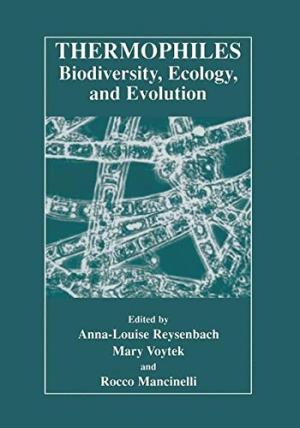 THERMOPHILES
Biodiversity, Ecology,
and Evolution
Edited by
Anna-Louise Reysenbach
Mary Voytek
and
Rocco Mancinelli